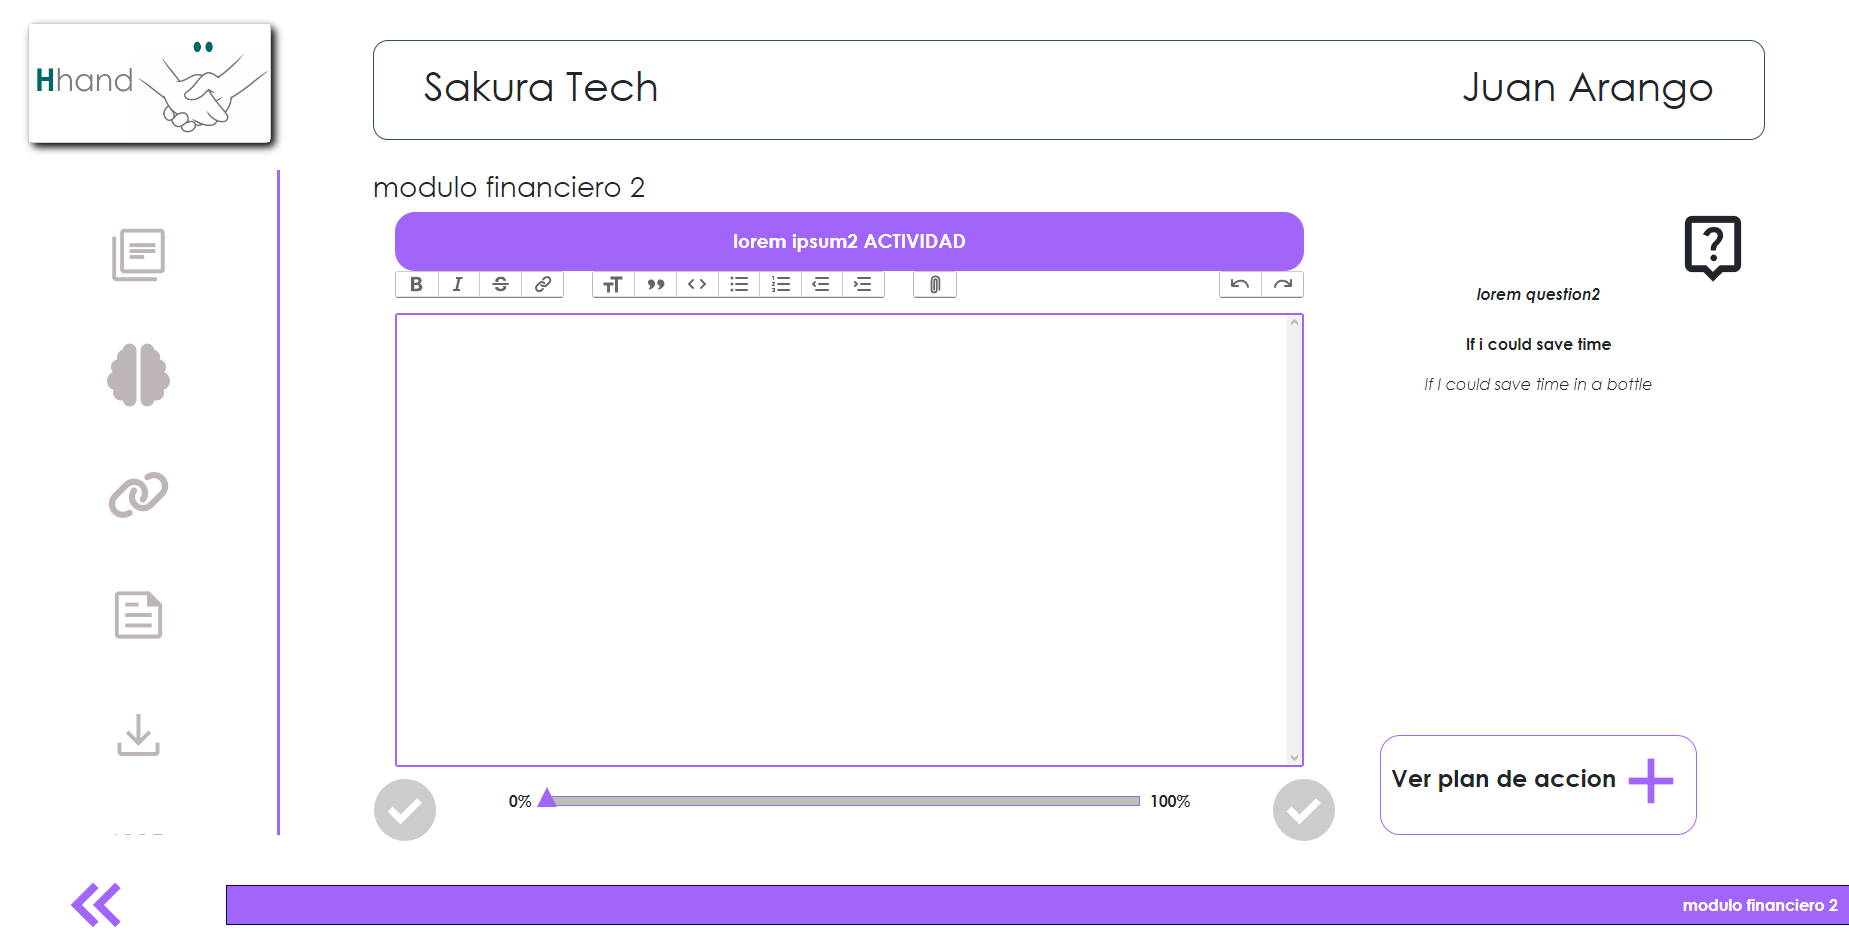 Hhand
Sakura Tech
Juan Arango
modulo financiero 2
lorem ipsum2 ACTIVIDAD
lorem question2
If i could save time
If I could save time in a bottle
0%
100%
Ver plan de accion
modulo financiero 2